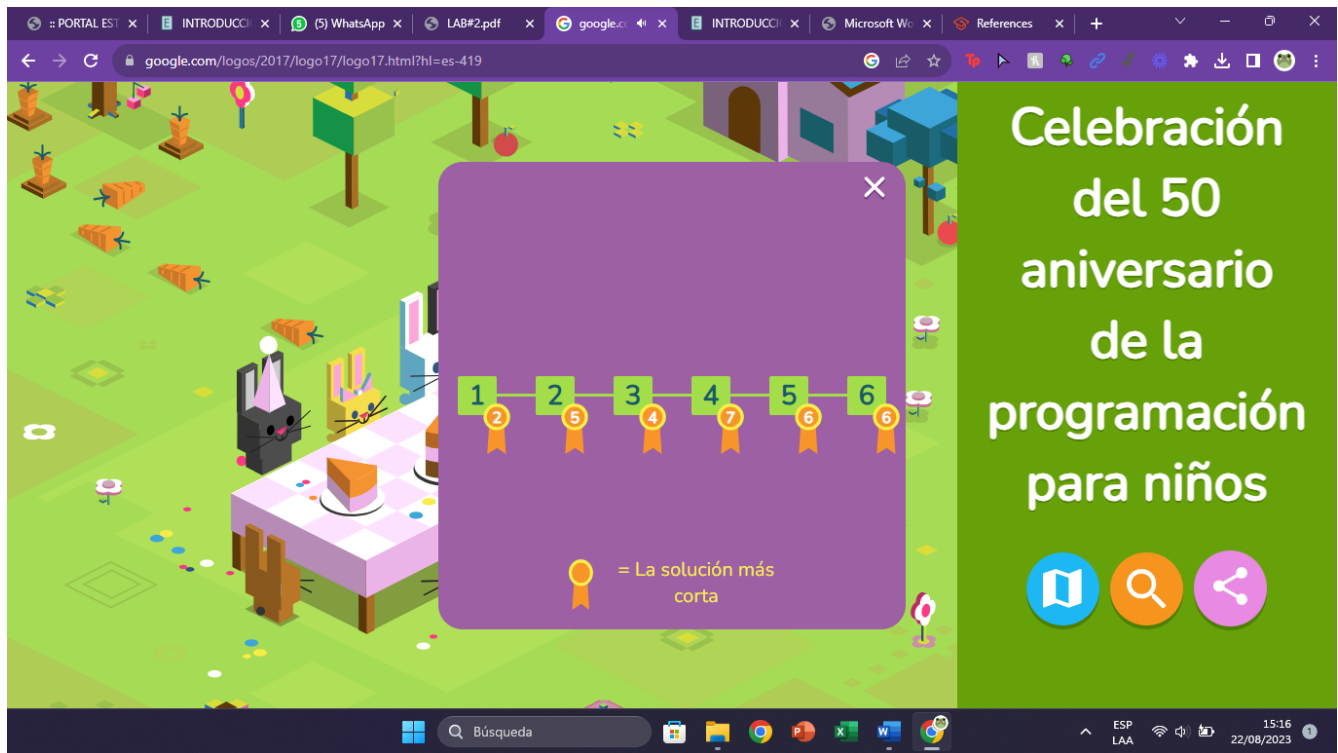 :: PORTAL EST
INTRODUCCI
(5) WhatsApp
LAB#2.pdf
google.co
INTRODUCCI
Microsoft Wo
References
google.com/logos/2017/logo17/logo17.html?hl=es-419
Celebración
del 50
aniversario
de la
programación
para niños
1 2 3 4 5 6
2 5 4 7 6 6
= La solución más
corta
Búsqueda
ESP
LAA
15:16
22/08/2023
1